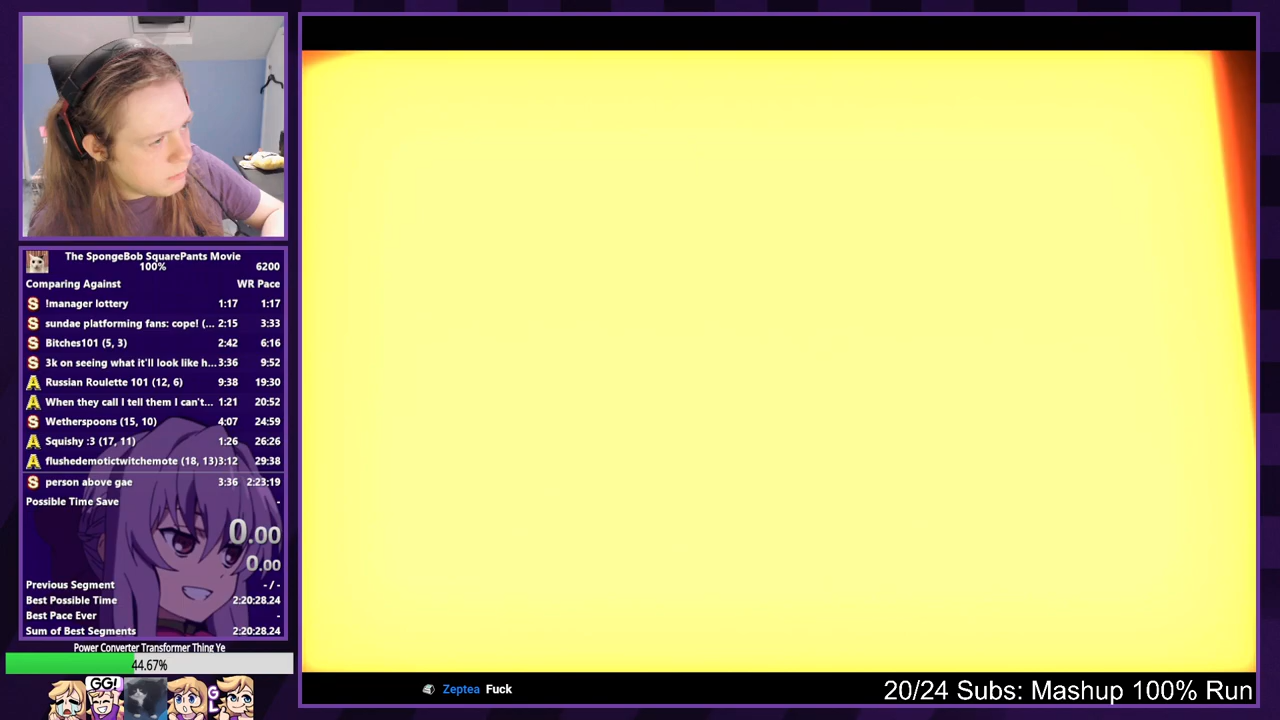 The SpongeBob SquarePants Movie
100% 6200
Comparing Against WR Pace
S !manager lottery 1:17 1:17
S sundae platforming fans: cope! (... 2:15 3:33
S Bitches101 (5, 3) 2:42 6:16
S 3k on seeing what it'll look like h... 3:36 9:52
A Russian Roulette 101 (12, 6) 9:38 19:30
A When they call I tell them I can't... 1:21 20:52
S Wetherspoons (15, 10) 4:07 24:59
A Squishy :3 (17, 11) 1:26 26:26
A flushedemotictwitchemote (18, 13) 3:12 29:38
S person above gae 3:36 2:23:19
Possible Time Save -
0.00
0.00
Previous Segment - / -
Best Possible Time 2:20:28.24
Best Pace Ever -
Sum of Best Segments 2:20:28.24
Power Converter Transformer Thing Ye
44.67%
GG!
GL
Zeptea Fuck
20/24 Subs: Mashup 100% Run